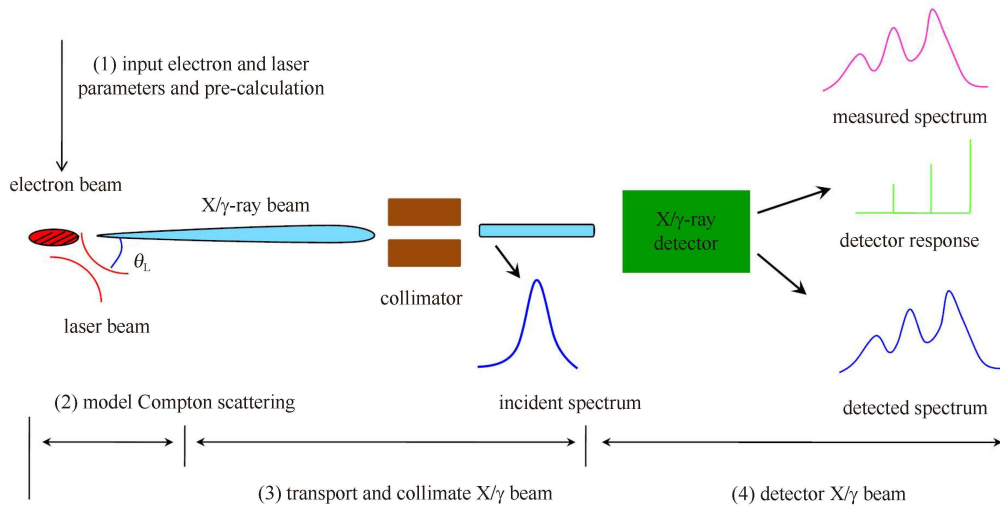 (1) input electron and laser
parameters and pre-calculation
measured spectrum
electron beam
X/γ-ray beam
X/γ-ray
detector
detector response
θL
collimator
laser beam
(2) model Compton scattering
incident spectrum
detected spectrum
(3) transport and collimate X/γ beam
(4) detector X/γ beam